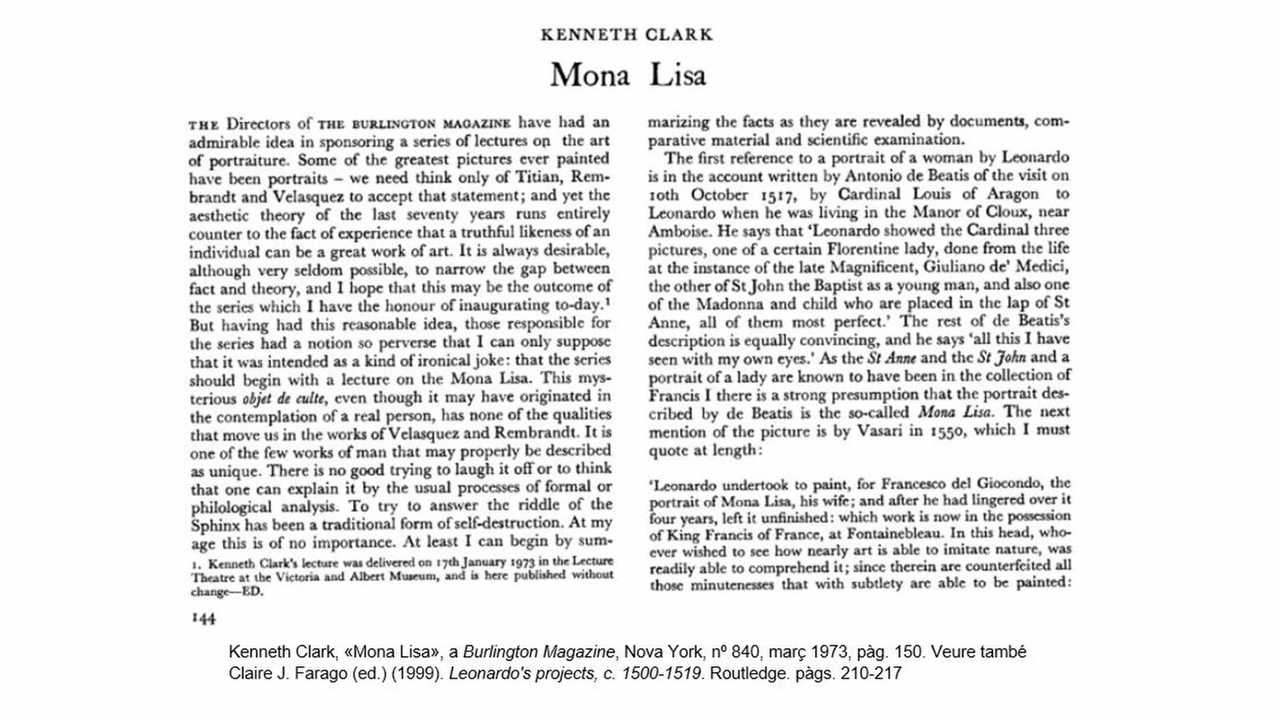 KENNETH CLARK
Mona Lisa
THE Directors of THE BURLINGTON MAGAZINE have had an
admirable idea in sponsoring a series of lectures on the art
of portraiture. Some of the greatest pictures ever painted
have been portraits – we need think only of Titian, Rem-
brandt and Velasquez to accept that statement; and yet the
aesthetic theory of the last seventy years runs entirely
counter to the fact of experience that a truthful likeness of an
individual can be a great work of art. It is always desirable,
although very seldom possible, to narrow the gap between
fact and theory, and I hope that this may be the outcome of
the series which I have the honour of inaugurating to-day.¹
But having had this reasonable idea, those responsible for
the series had a notion so perverse that I can only suppose
that it was intended as a kind of ironical joke: that the series
should begin with a lecture on the Mona Lisa. This mys-
terious objet de culte, even though it may have originated in
the contemplation of a real person, has none of the qualities
that move us in the works of Velasquez and Rembrandt. It is
one of the few works of man that may properly be described
as unique. There is no good trying to laugh it off or to think
that one can explain it by the usual processes of formal or
philological analysis. To try to answer the riddle of the
Sphinx has been a traditional form of self-destruction. At my
age this is of no importance. At least I can begin by sum-
1. Kenneth Clark's lecture was delivered on 17th January 1973 in the Lecture
Theatre at the Victoria and Albert Museum, and is here published without
change—ED.
144
marizing the facts as they are revealed by documents, com-
parative material and scientific examination.
The first reference to a portrait of a woman by Leonardo
is in the account written by Antonio de Beatis of the visit on
10th October 1517, by Cardinal Louis of Aragon to
Leonardo when he was living in the Manor of Cloux, near
Amboise. He says that 'Leonardo showed the Cardinal three
pictures, one of a certain Florentine lady, done from the life
at the instance of the late Magnificent, Giuliano de' Medici,
the other of St John the Baptist as a young man, and also one
of the Madonna and child who are placed in the lap of St
Anne, all of them most perfect.' The rest of de Beatis's
description is equally convincing, and he says 'all this I have
seen with my own eyes.' As the St Anne and the St John and a
portrait of a lady are known to have been in the collection of
Francis I there is a strong presumption that the portrait des-
cribed by de Beatis is the so-called Mona Lisa. The next
mention of the picture is by Vasari in 1550, which I must
quote at length:
'Leonardo undertook to paint, for Francesco del Giocondo, the
portrait of Mona Lisa, his wife; and after he had lingered over it
four years, left it unfinished: which work is now in the possession
of King Francis of France, at Fontainebleau. In this head, who-
ever wished to see how nearly art is able to imitate nature, was
readily able to comprehend it; since therein are counterfeited all
those minutenesses that with subtlety are able to be painted:
Kenneth Clark, «Mona Lisa», a Burlington Magazine, Nova York, nº 840, març 1973, pàg. 150. Veure també
Claire J. Farago (ed.) (1999). Leonardo's projects, c. 1500-1519. Routledge. pàgs. 210-217